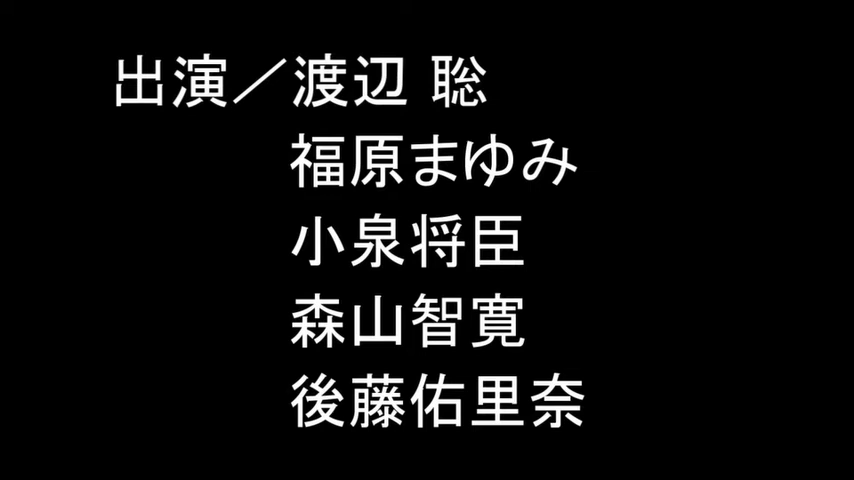 出演／渡辺 聡
福原まゆみ
小泉将臣
森山智寛
後藤佑里奈